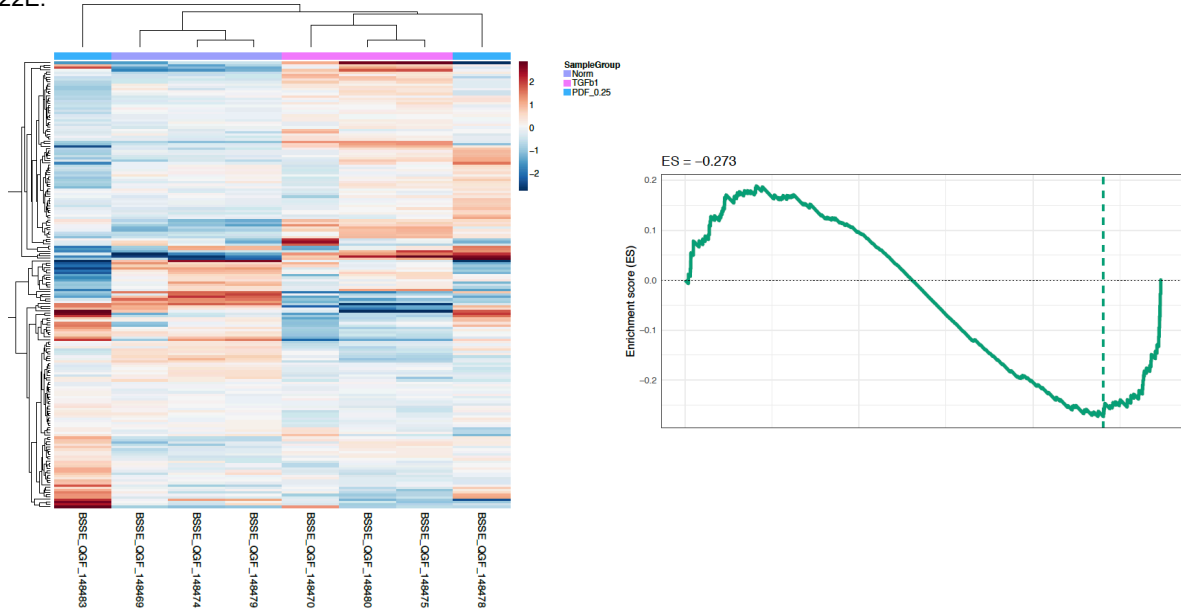 22E.
SampleGroup
Norm
TGFb1
PDF_0.25
2
1
0
−1
−2
BSSE_QGF_148483
BSSE_QGF_148469
BSSE_QGF_148474
BSSE_QGF_148479
BSSE_QGF_148470
BSSE_QGF_148480
BSSE_QGF_148475
BSSE_QGF_148478
ES = −0.273
Enrichment score (ES)
0.2
0.1
0.0
−0.1
−0.2